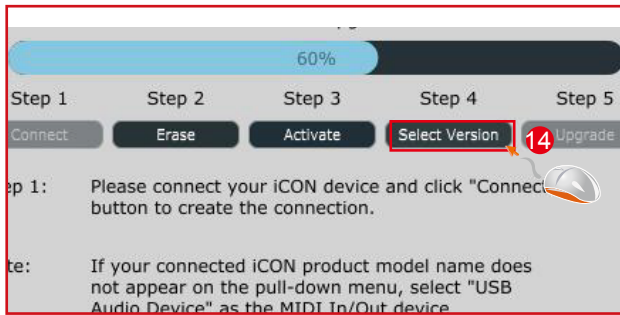 60%
Step 1 Step 2 Step 3 Step 4 Step 5
Connect Erase Activate Select Version 14 Upgrade
ep 1: Please connect your iCON device and click "Connec
button to create the connection.
te: If your connected iCON product model name does
not appear on the pull-down menu, select "USB
Audio Device" as the MIDI In/Out device